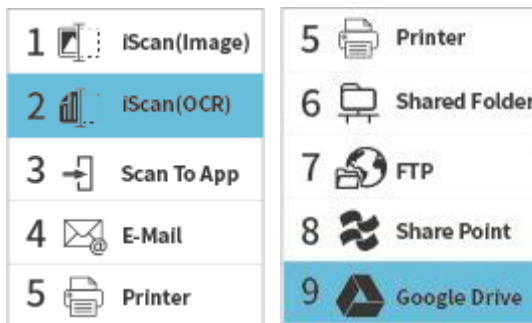 1 iScan(Image)
2 iScan(OCR)
3 Scan To App
4 E-Mail
5 Printer
5 Printer
6 Shared Folder
7 FTP
8 Share Point
9 Google Drive